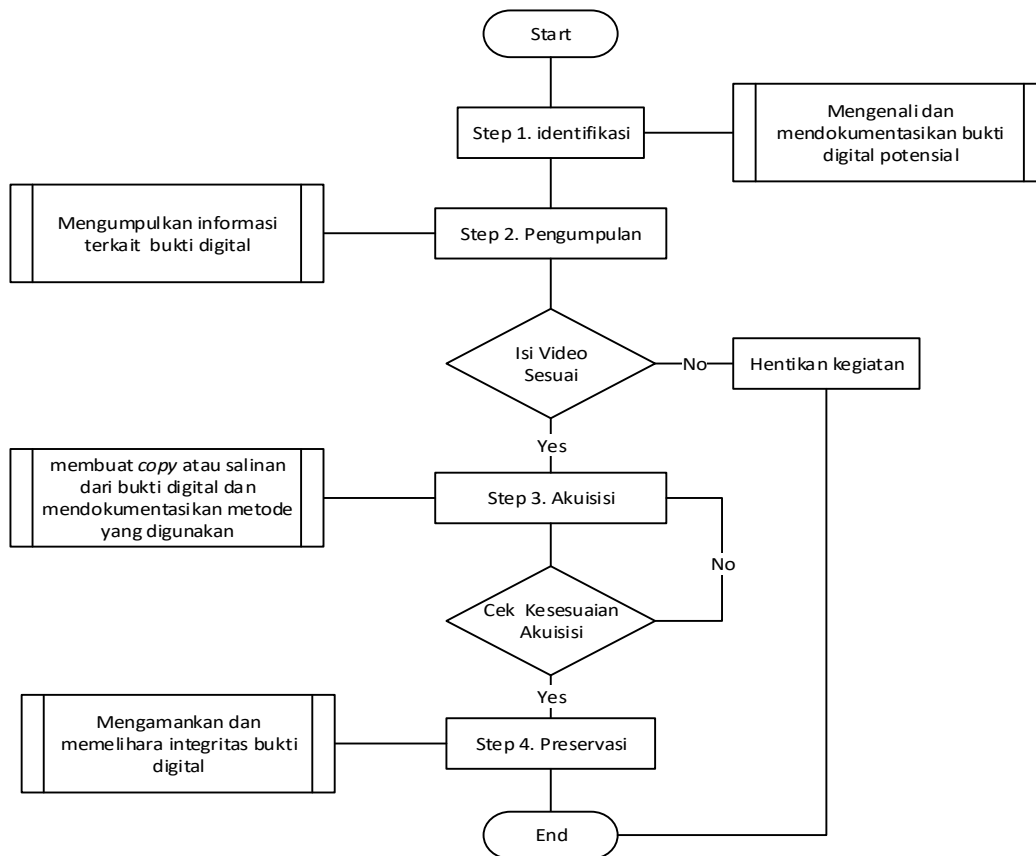 Start
Step 1. identifikasi
Mengenali dan
mendokumentasikan bukti
digital potensial
Mengumpulkan informasi
terkait bukti digital
Step 2. Pengumpulan
Isi Video
Sesuai
No
Hentikan kegiatan
Yes
membuat copy atau salinan
dari bukti digital dan
mendokumentasikan metode
yang digunakan
Step 3. Akuisisi
No
Cek Kesesuaian
Akuisisi
Yes
Mengamankan dan
memelihara integritas bukti
digital
Step 4. Preservasi
End